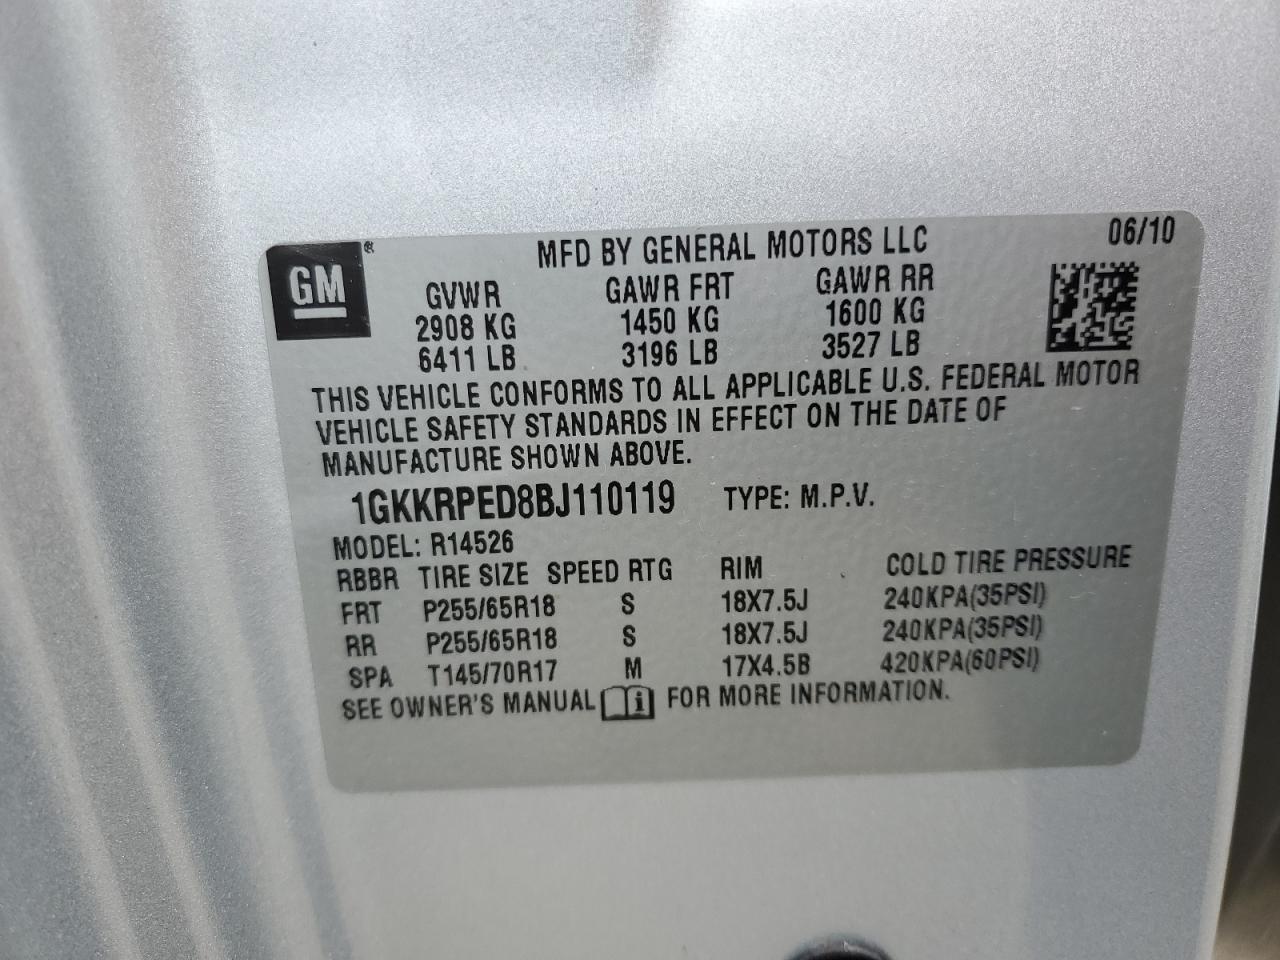 GM ® MFD BY GENERAL MOTORS LLC 06/10
GVWR GAWR FRT GAWR RR
2908 KG 1450 KG 1600 KG
6411 LB 3196 LB 3527 LB
THIS VEHICLE CONFORMS TO ALL APPLICABLE U.S. FEDERAL MOTOR
VEHICLE SAFETY STANDARDS IN EFFECT ON THE DATE OF
MANUFACTURE SHOWN ABOVE.
1GKKRPED8BJ110119 TYPE: M.P.V.
MODEL: R14526
RBBR TIRE SIZE SPEED RTG RIM COLD TIRE PRESSURE
FRT P255/65R18 S 18X7.5J 240KPA(35PSI)
RR P255/65R18 S 18X7.5J 240KPA(35PSI)
SPA T145/70R17 M 17X4.5B 420KPA(60PSI)
SEE OWNER'S MANUAL i FOR MORE INFORMATION.